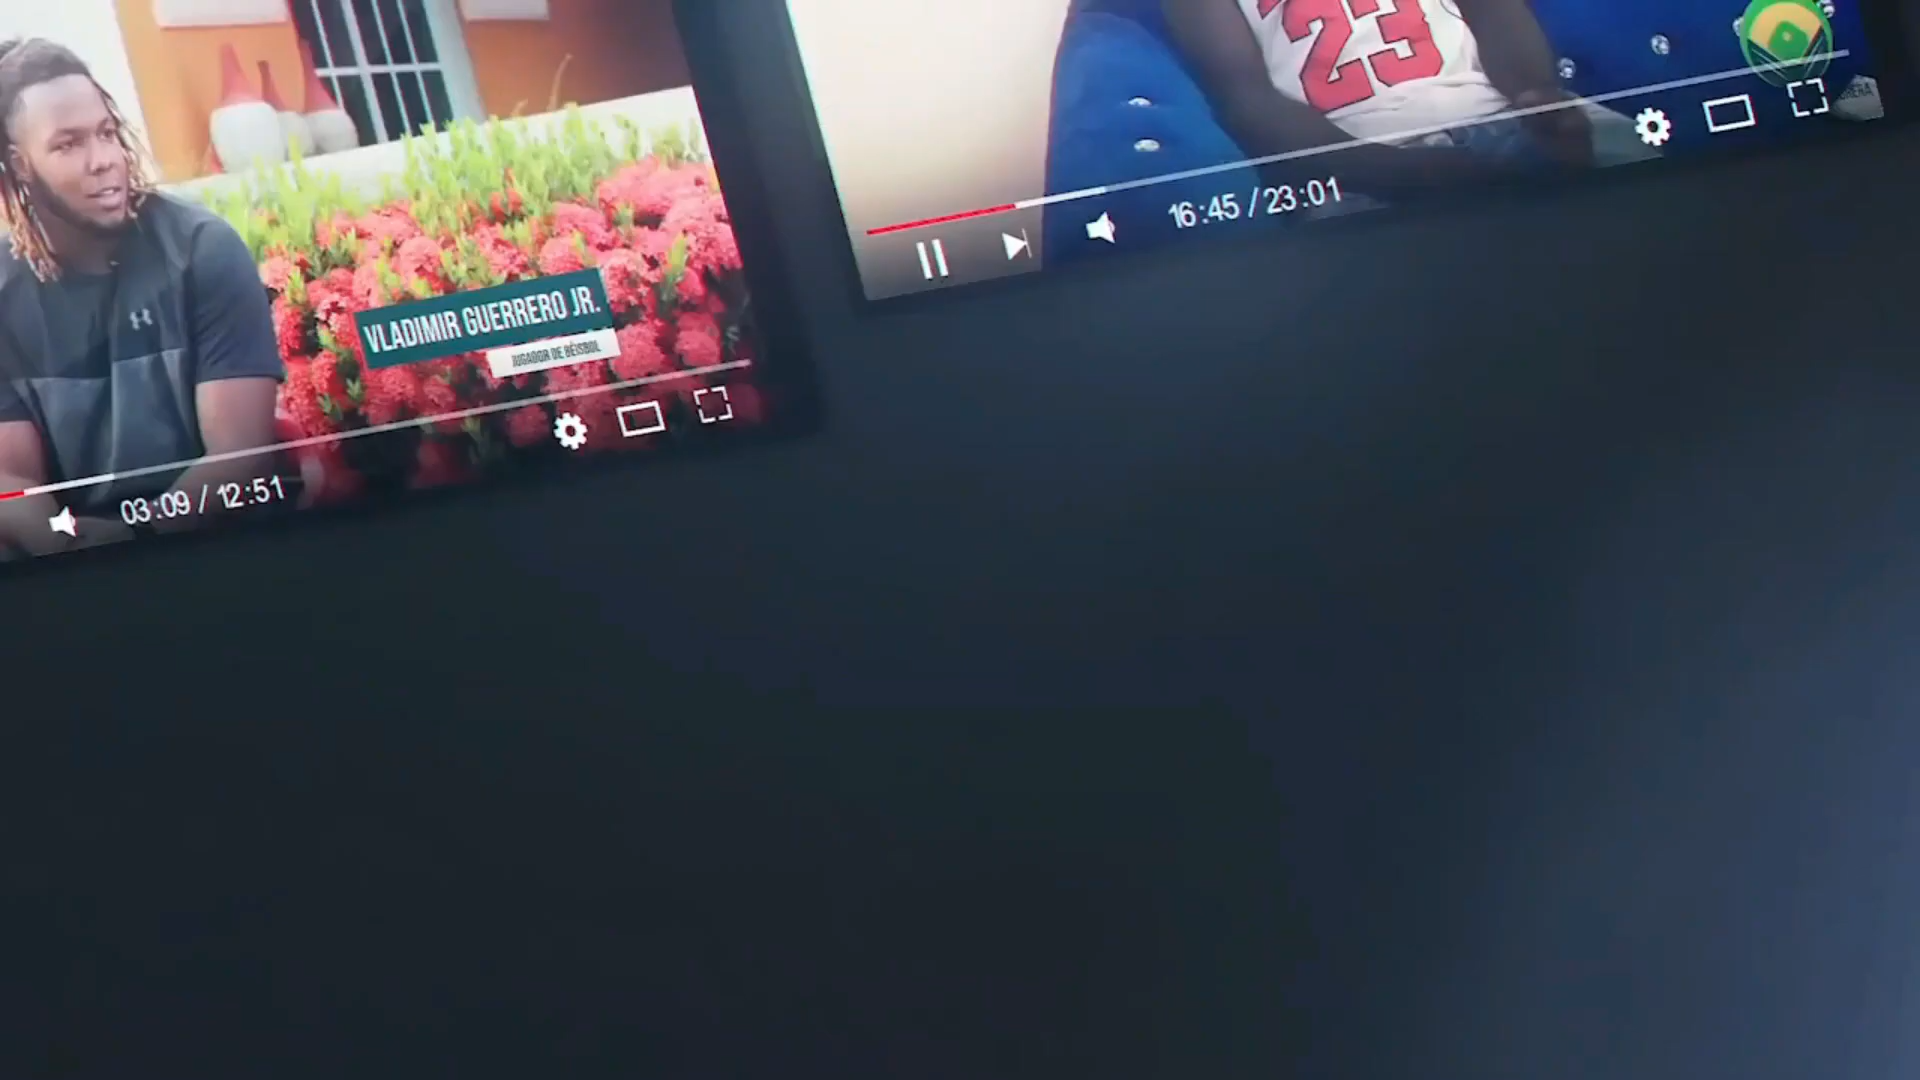 VLADIMIR GUERRERO JR.
JUGADOR DE BÉISBOL
03:09 / 12:51
23
16:45 / 23:01